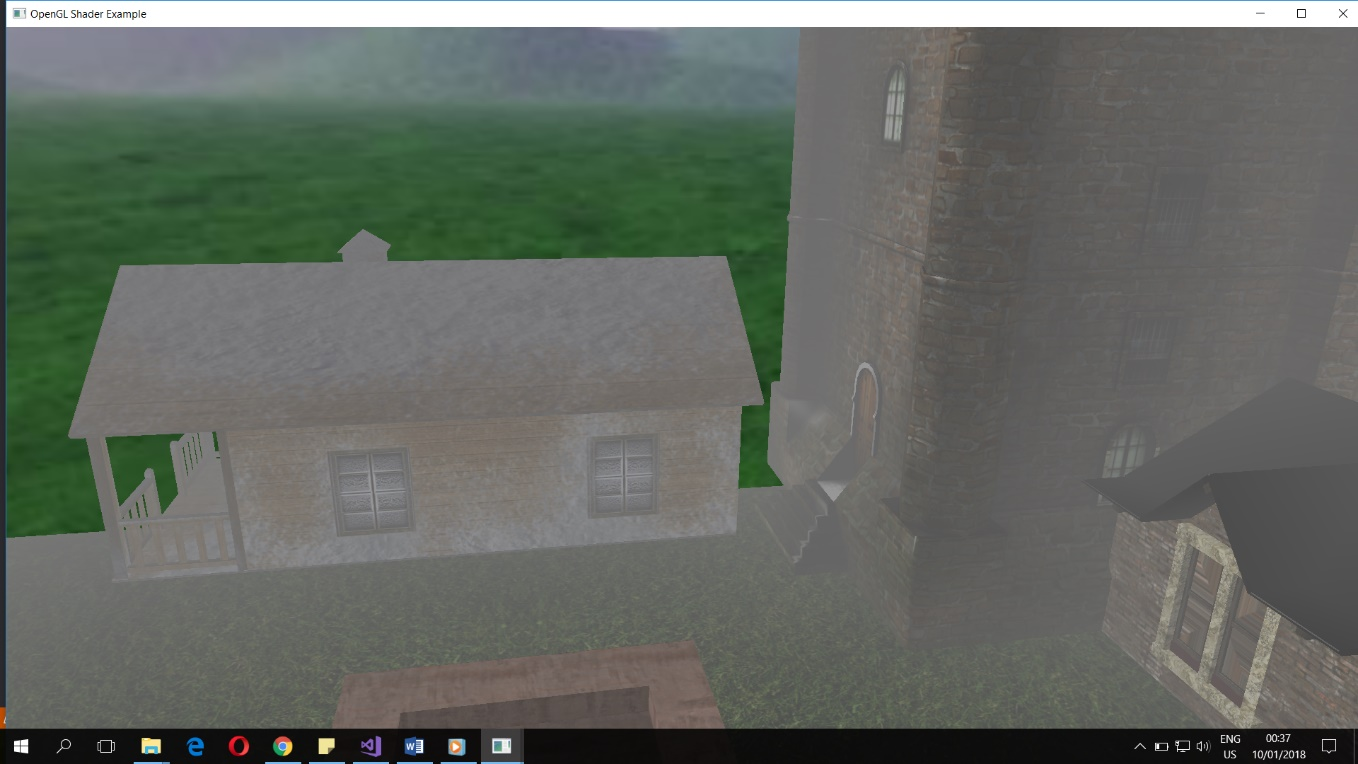 OpenGL Shader Example
ENG
US
00:37
10/01/2018